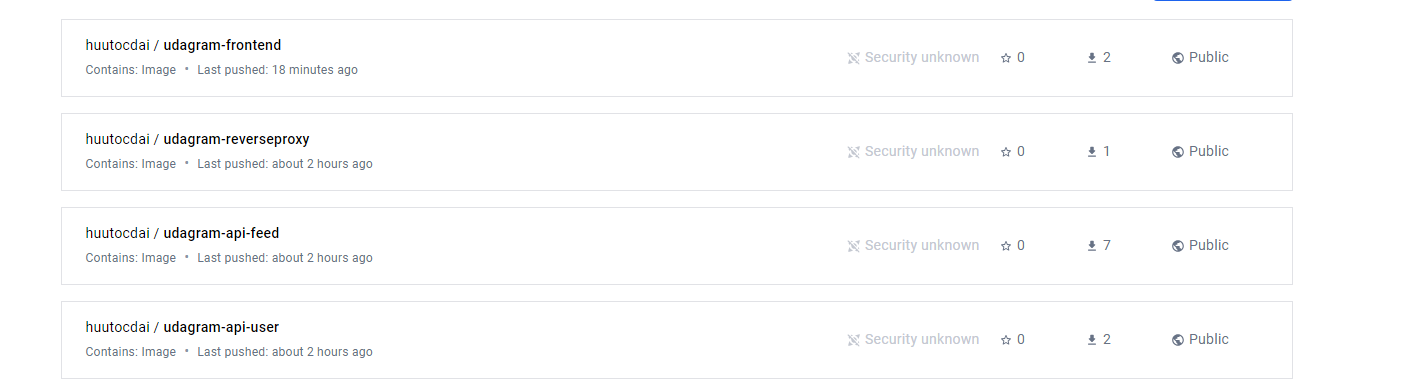 huutocdai / udagram-frontend
Contains: Image • Last pushed: 18 minutes ago
Security unknown 0 2 Public
huutocdai / udagram-reverseproxy
Contains: Image • Last pushed: about 2 hours ago
Security unknown 0 1 Public
huutocdai / udagram-api-feed
Contains: Image • Last pushed: about 2 hours ago
Security unknown 0 7 Public
huutocdai / udagram-api-user
Contains: Image • Last pushed: about 2 hours ago
Security unknown 0 2 Public